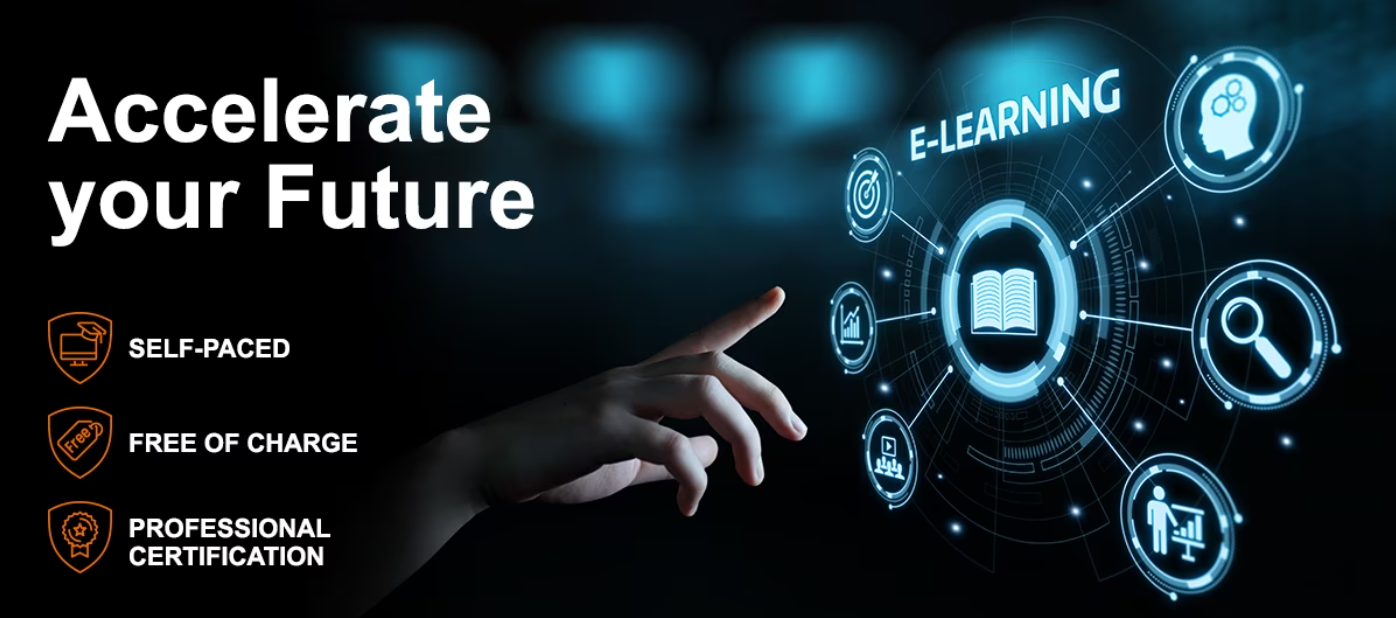 Accelerate
your Future
SELF-PACED
Free
FREE OF CHARGE
PROFESSIONAL
CERTIFICATION
E-LEARNING